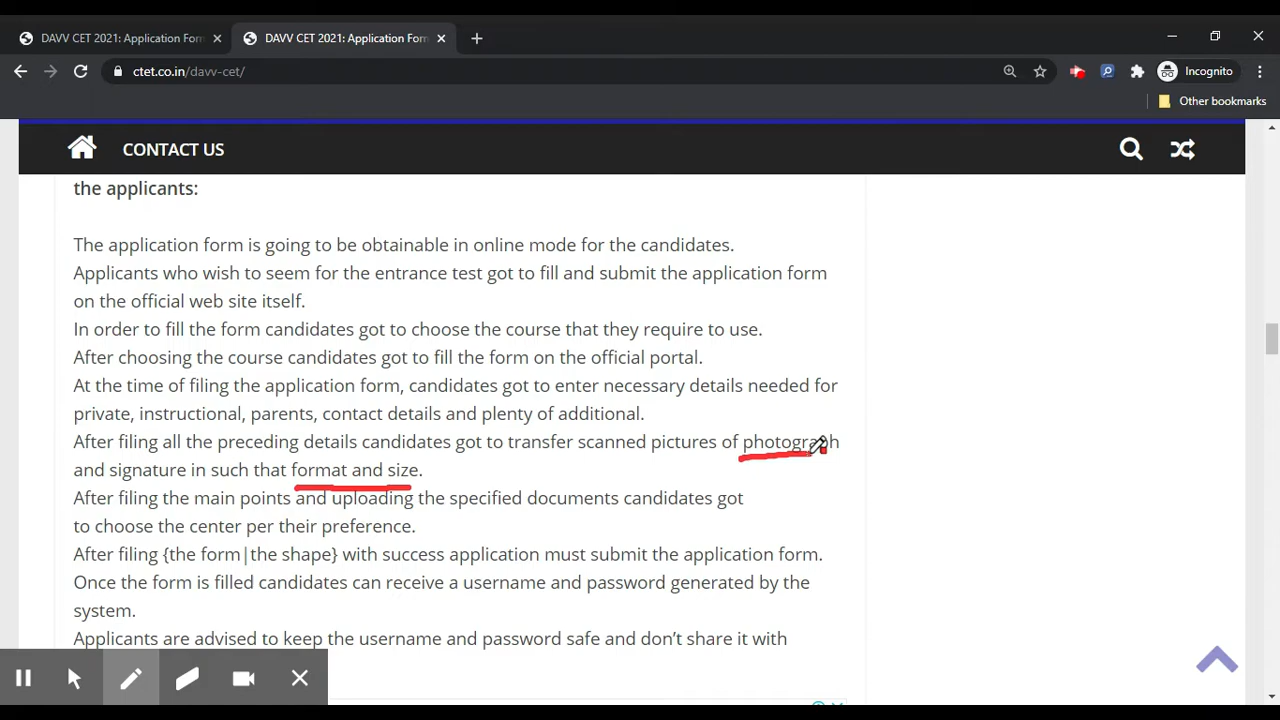 DAVV CET 2021: Application Form
DAVV CET 2021: Application Form
ctet.co.in/davv-cet/
Incognito
Other bookmarks
CONTACT US
the applicants:
The application form is going to be obtainable in online mode for the candidates.
Applicants who wish to seem for the entrance test got to fill and submit the application form
on the official web site itself.
In order to fill the form candidates got to choose the course that they require to use.
After choosing the course candidates got to fill the form on the official portal.
At the time of filing the application form, candidates got to enter necessary details needed for
private, instructional, parents, contact details and plenty of additional.
After filing all the preceding details candidates got to transfer scanned pictures of photograph
and signature in such that format and size.
After filing the main points and uploading the specified documents candidates got
to choose the center per their preference.
After filing {the form|the shape} with success application must submit the application form.
Once the form is filled candidates can receive a username and password generated by the
system.
Applicants are advised to keep the username and password safe and don't share it with